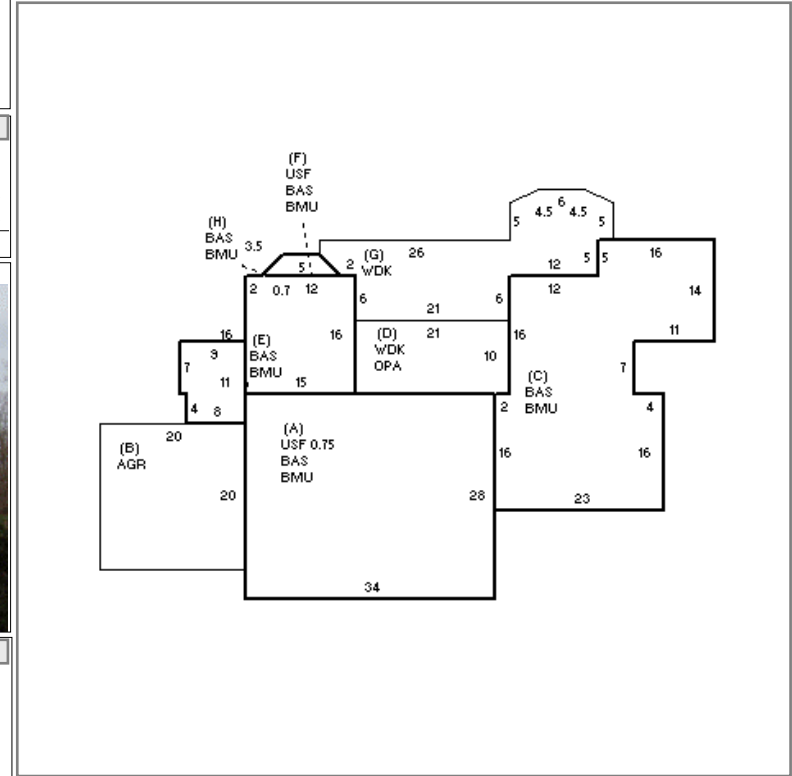 (F)
USF
BAS
BMU
(H)
BAS
BMU
3.5
5
2
(G)
WDK
26
5
4.5
6
4.5
5
12
5
5
16
2
0.7
12
6
21
6
12
14
16
9
7
11
(E)
BAS
BMU
16
15
(D)
WDK
OPA
21
10
16
(C)
BAS
BMU
7
11
4
8
2
4
20
(B)
AGR
20
(A)
USF 0.75
BAS
BMU
28
16
16
23
34